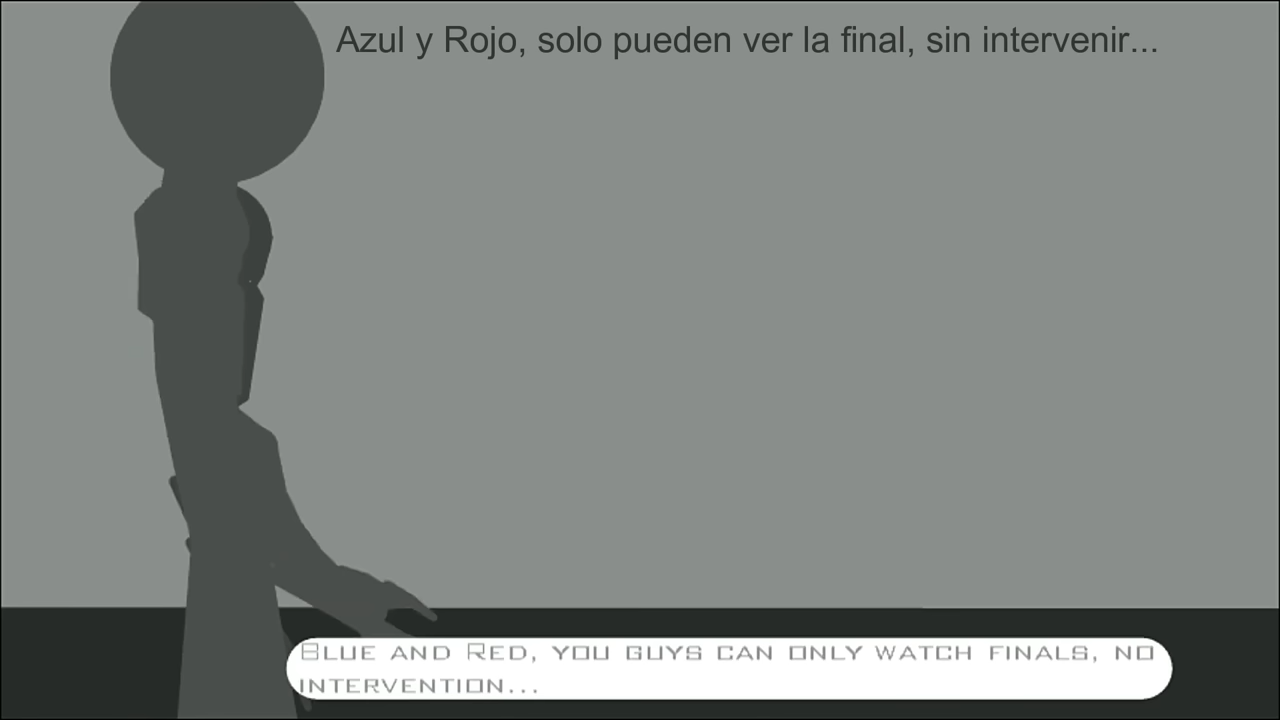 Azul y Rojo, solo pueden ver la final, sin intervenir...
Blue and Red, you guys can only watch finals, no
intervention...